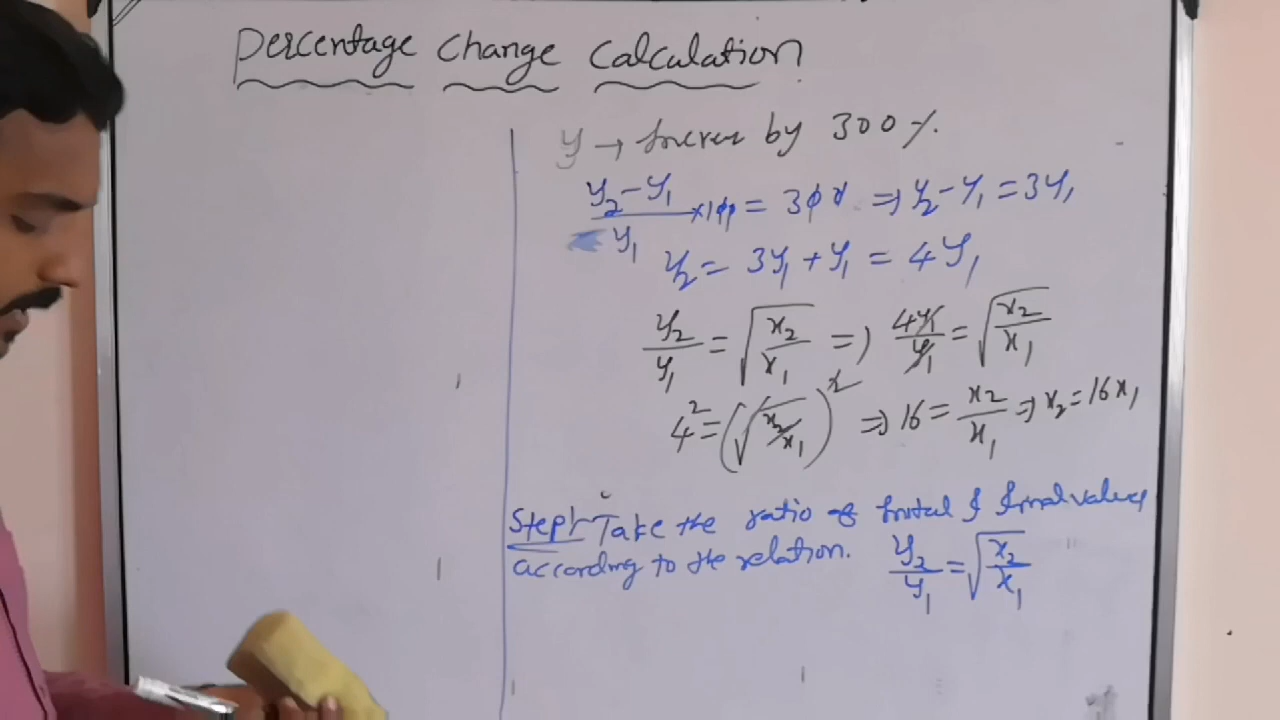 Percentage Change Calculation
y → Increse by 300 %.
y₂ - y₁ / y₁ × 100 = 300 ⇒ y₂ - y₁ = 3y₁
y₂ = 3y₁ + y₁ = 4y₁
y₂/y₁ = √(x₂/x₁) ⇒ 4y₁/y₁ = √(x₂/x₁)
4² = (√(x₂/x₁))² ⇒ 16 = x₂/x₁ ⇒ x₂ = 16x₁
Step1: Take the ratio of Initial & final values
according to the relation. y₂/y₁ = √(x₂/x₁)